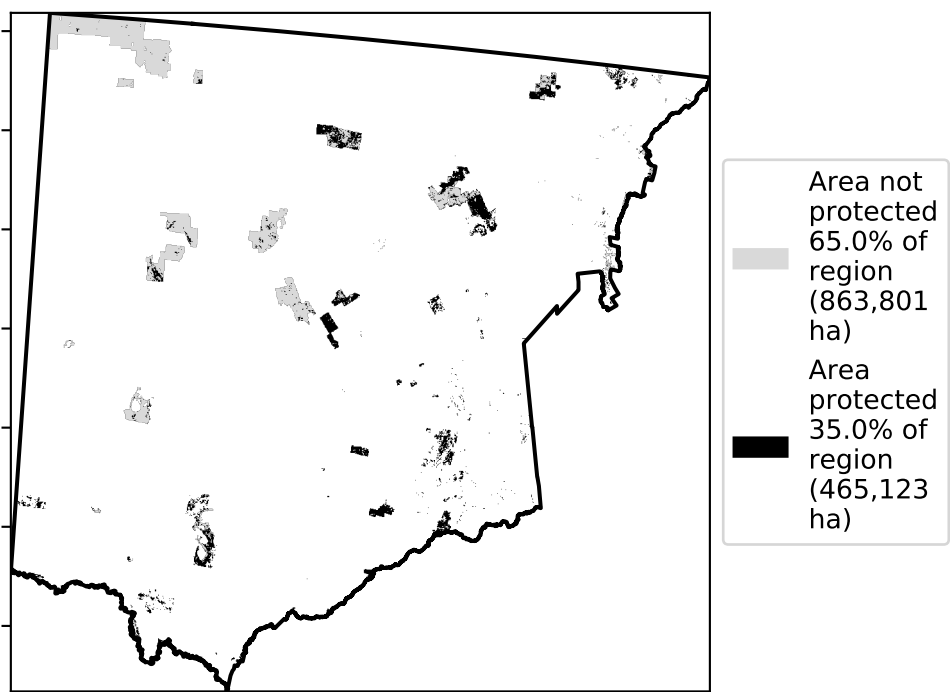 Area not
protected
65.0% of
region
(863,801
ha)
Area
protected
35.0% of
region
(465,123
ha)